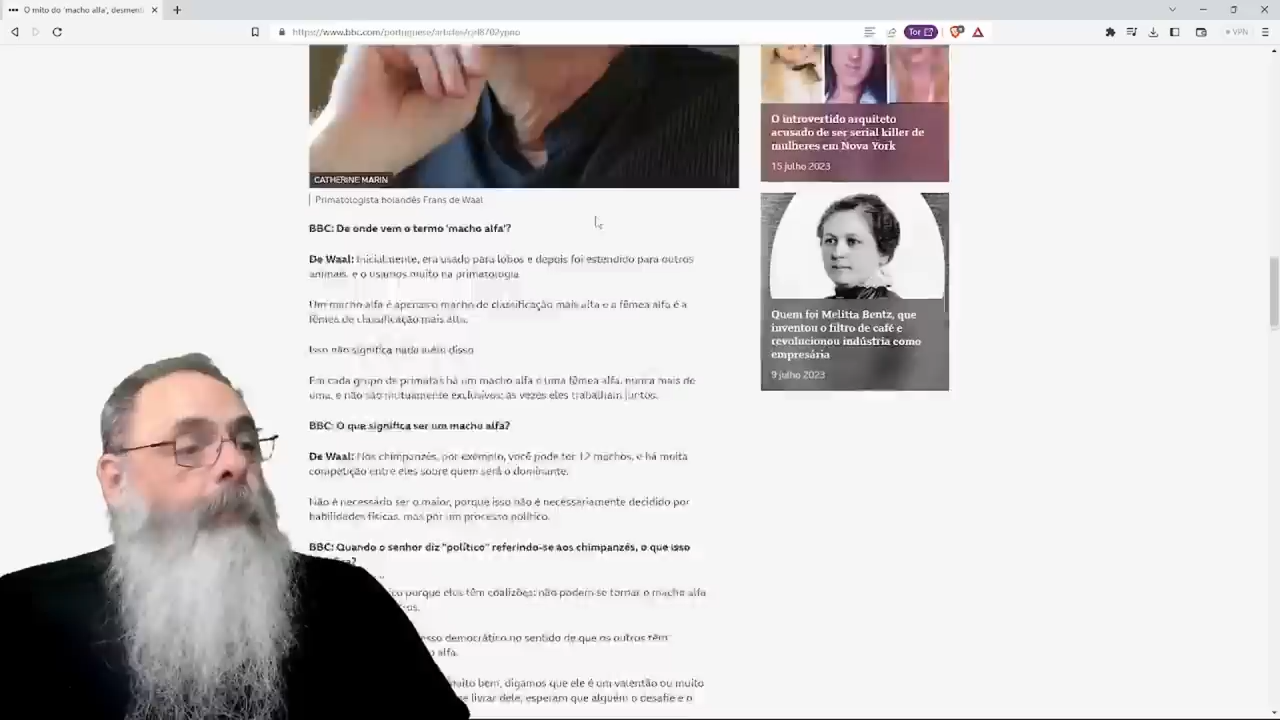 O mito do 'macho alfa', desmenti
https://www.bbc.com/portuguese/articles/cjrl8702ypno
Tor
VPN
CATHERINE MARIN
Primatologista holandês Frans de Waal
BBC: De onde vem o termo 'macho alfa'?
De Waal: Inicialmente, era usado para lobos e depois foi estendido para outros
animais, e o usamos muito na primatologia.
Um macho alfa é apenas o macho de classificação mais alta e a fêmea alfa é a
fêmea de classificação mais alta.
Isso não significa nada além disso
Em cada grupo de primatas há um macho alfa e uma fêmea alfa, nunca mais de
uma, e não são mutuamente exclusivos: às vezes eles trabalham juntos.
BBC: O que significa ser um macho alfa?
De Waal: Nos chimpanzés, por exemplo, você pode ter 12 machos, e há muita
competição entre eles sobre quem será o dominante.
Não é necessário ser o maior, porque isso não é necessariamente decidido por
habilidades físicas, mas por um processo político.
BBC: Quando o senhor diz "político" referindo-se aos chimpanzés, o que isso
porque eles têm coalizões: não podem se tornar o macho alfa
esso democrático no sentido de que os outros têm
alfa.
muito bem, digamos que ele é um valentão ou muito
e livrar dele, esperam que alguém o desafie e o
O introvertido arquiteto
acusado de ser serial killer de
mulheres em Nova York
15 julho 2023
Quem foi Melitta Bentz, que
inventou o filtro de café e
revolucionou indústria como
empresária
9 julho 2023